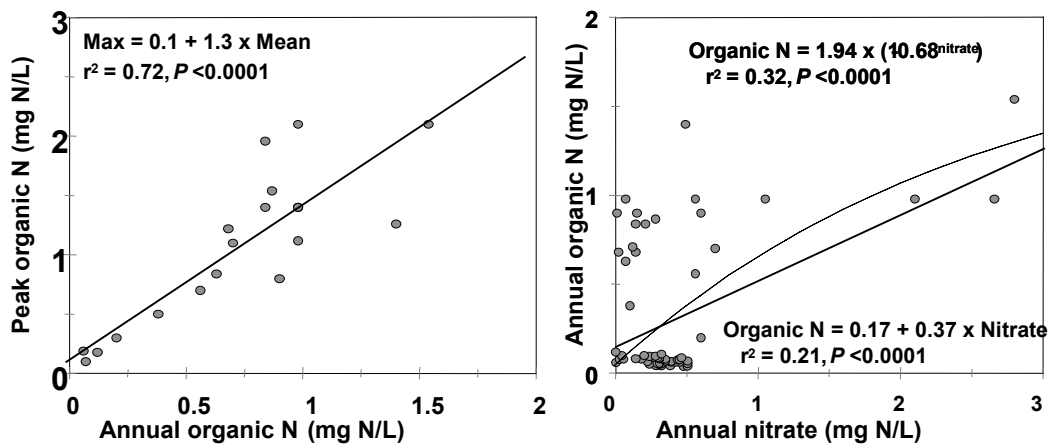 3
2
1
0
Peak organic N (mg N/L)
Max = 0.1 + 1.3 x Mean
r² = 0.72, P <0.0001
0
0.5
1
1.5
2
Annual organic N (mg N/L)
2
1
0
Annual organic N (mg N/L)
Organic N = 1.94 x (10.68ⁿⁱᵗʳᵃᵗᵉ)
r² = 0.32, P <0.0001
Organic N = 0.17 + 0.37 x Nitrate
r² = 0.21, P <0.0001
0
1
2
3
Annual nitrate (mg N/L)